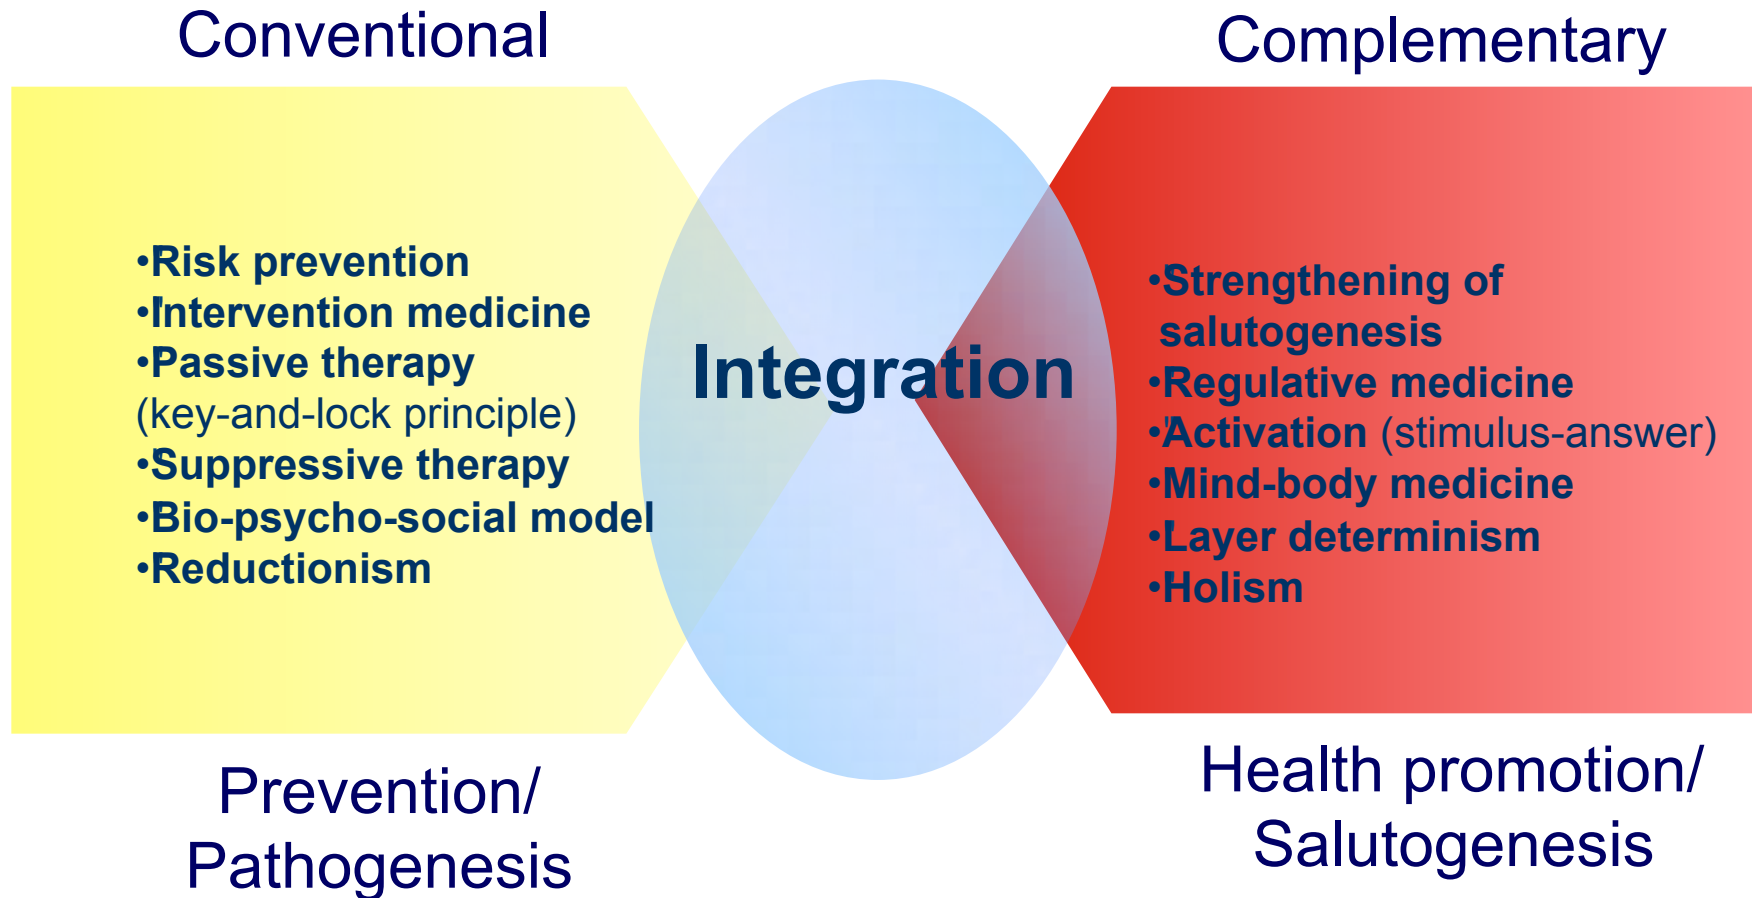 Conventional
Complementary
•Risk prevention
•Intervention medicine
•Passive therapy
(key-and-lock principle)
•Suppressive therapy
•Bio-psycho-social model
•Reductionism
Integration
•Strengthening of
salutogenesis
•Regulative medicine
•Activation (stimulus-answer)
•Mind-body medicine
•Layer determinism
•Holism
Prevention/
Pathogenesis
Health promotion/
Salutogenesis